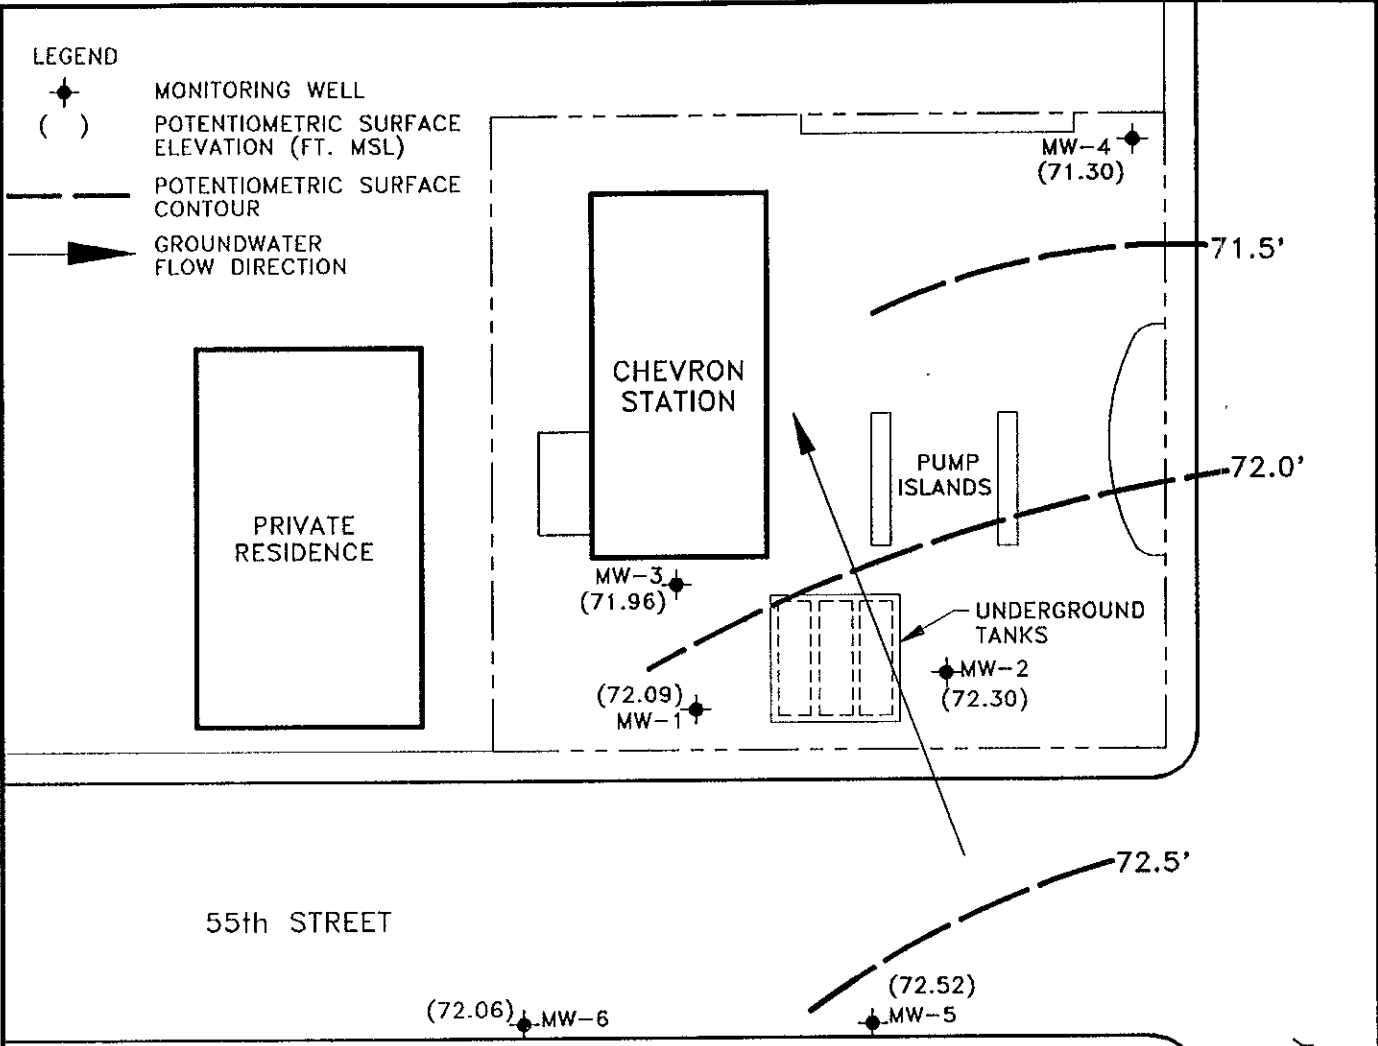 LEGEND
MONITORING WELL
( ) POTENTIOMETRIC SURFACE
ELEVATION (FT. MSL)
POTENTIOMETRIC SURFACE
CONTOUR
GROUNDWATER
FLOW DIRECTION
MW-4
(71.30)
71.5'
CHEVRON
STATION
PUMP
ISLANDS
72.0'
PRIVATE
RESIDENCE
MW-3
(71.96)
UNDERGROUND
TANKS
MW-2
(72.30)
(72.09)
MW-1
72.5'
55th STREET
(72.52)
MW-5
(72.06)
MW-6